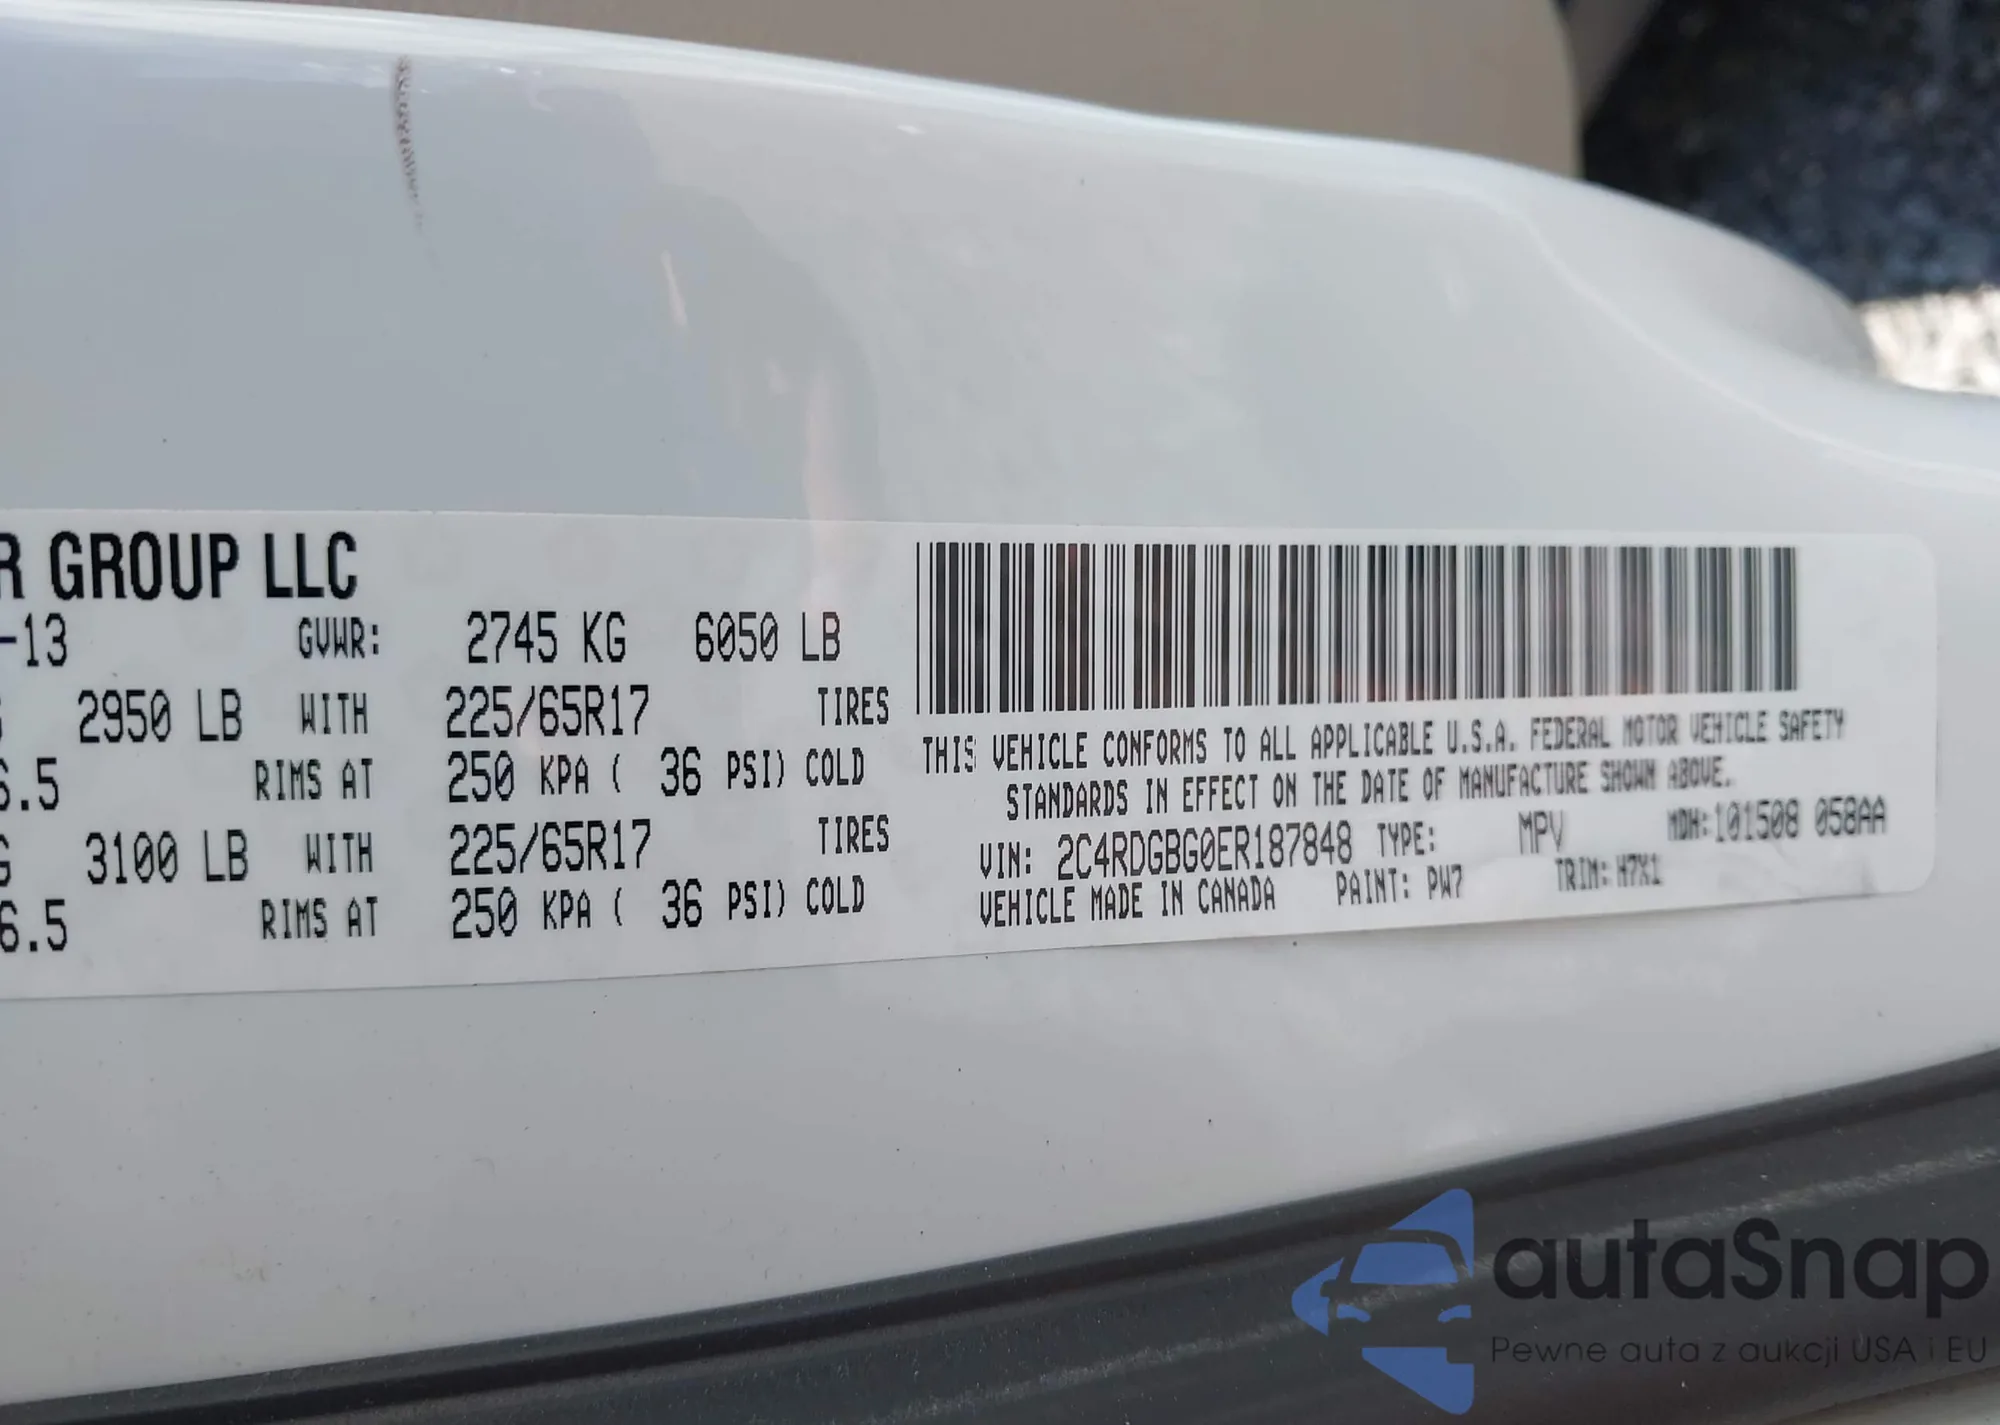 R GROUP LLC
-13 GVWR: 2745 KG 6050 LB
2950 LB WITH 225/65R17 TIRES
6.5 RIMS AT 250 KPA ( 36 PSI) COLD
G 3100 LB WITH 225/65R17 TIRES
6.5 RIMS AT 250 KPA ( 36 PSI) COLD
THIS VEHICLE CONFORMS TO ALL APPLICABLE U.S.A. FEDERAL MOTOR VEHICLE SAFETY
STANDARDS IN EFFECT ON THE DATE OF MANUFACTURE SHOWN ABOVE.
VIN: 2C4RDGBG0ER187848 TYPE: MPV MDH:101508 058AA
VEHICLE MADE IN CANADA PAINT: PW7 TRIM: H7X1
autaSnap
Pewne auta z aukcji USA i EU